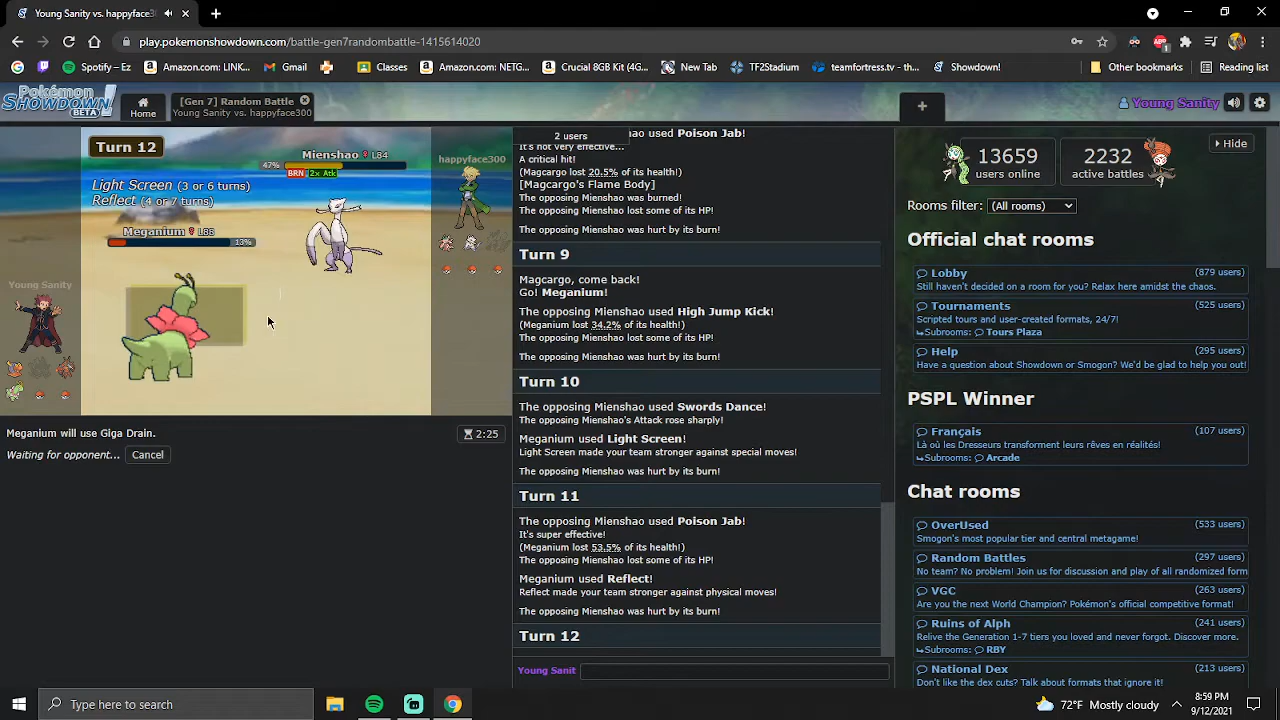 Young Sanity vs. happyface30
play.pokemonshowdown.com/battle-gen7randombattle-1415614020
Spotify – Ez
Amazon.com: LINK...
Gmail
Classes
Amazon.com: NETG...
Crucial 8GB Kit (4G...
New Tab
TF2Stadium
teamfortress.tv - th...
Showdown!
Other bookmarks
Reading list
Pokémon
Showdown!
BETA
Home
[Gen 7] Random Battle
Young Sanity vs. happyface300
+
Young Sanity
Turn 12
Light Screen (3 or 6 turns)
Reflect (4 or 7 turns)
Mienshao L84
47%
BRN 2x Atk
Meganium
13%
happyface300
Young Sanity
Meganium will use Giga Drain.
2:25
Waiting for opponent... Cancel
2 users
ao used Poison Jab!
It's not very effective...
A critical hit!
(Magcargo lost 20.5% of its health!)
[Magcargo's Flame Body]
The opposing Mienshao was burned!
The opposing Mienshao lost some of its HP!
The opposing Mienshao was hurt by its burn!
Turn 9
Magcargo, come back!
Go! Meganium!
The opposing Mienshao used High Jump Kick!
(Meganium lost 34.2% of its health!)
The opposing Mienshao lost some of its HP!
The opposing Mienshao was hurt by its burn!
Turn 10
The opposing Mienshao used Swords Dance!
The opposing Mienshao's Attack rose sharply!
Meganium used Light Screen!
Light Screen made your team stronger against special moves!
The opposing Mienshao was hurt by its burn!
Turn 11
The opposing Mienshao used Poison Jab!
It's super effective!
(Meganium lost 53.5% of its health!)
The opposing Mienshao lost some of its HP!
Meganium used Reflect!
Reflect made your team stronger against physical moves!
The opposing Mienshao was hurt by its burn!
Turn 12
Young Sanit
13659
users online
2232
active battles
Hide
Rooms filter: (All rooms)
Official chat rooms
Lobby (879 users)
Still haven't decided on a room for you? Relax here amidst the chaos.
Tournaments (525 users)
Scripted tours and user-created formats, 24/7!
Subrooms: Tours Plaza
Help (295 users)
Have a question about Showdown or Smogon? We'd be glad to help you out!
PSPL Winner
Français (107 users)
Là où les Dresseurs transforment leurs rêves en réalités!
Subrooms: Arcade
Chat rooms
OverUsed (533 users)
Smogon's most popular tier and central metagame!
Random Battles (297 users)
No team? No problem! Join us for discussion and play of all randomized form
VGC (263 users)
Are you the next World Champion? Pokémon's official competitive format!
Ruins of Alph (241 users)
Relive the Generation 1-7 tiers you loved and never forgot. Discover more.
Subrooms: RBY
National Dex (213 users)
Don't like the dex cuts? Talk about formats that ignore it!
Type here to search
72°F Mostly cloudy
8:59 PM
9/12/2021